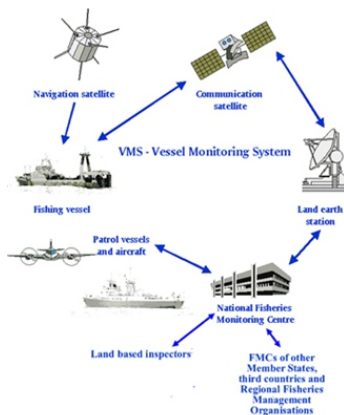 Navigation satellite
Communication
satellite
VMS - Vessel Monitoring System
Fishing vessel
Land earth
station
Patrol vessels
and aircraft
National Fisheries
Monitoring Centre
Land based inspectors
FMCs of other
Member States,
third countries and
Regional Fisheries
Management
Organisations